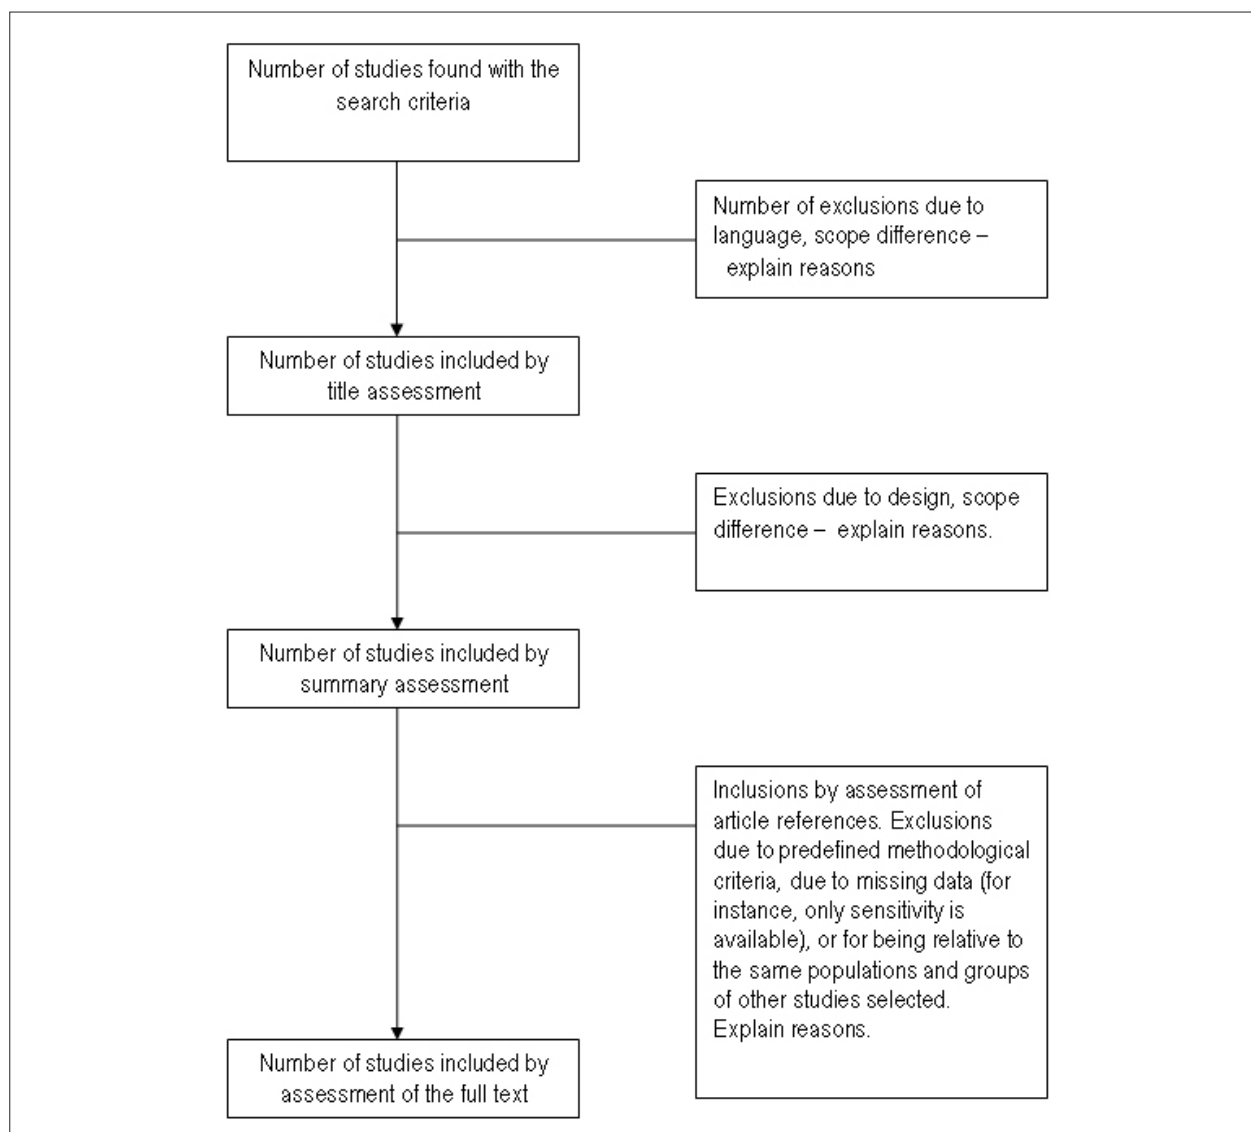 Number of studies found with the
search criteria
Number of exclusions due to
language, scope difference –
explain reasons
Number of studies included by
title assessment
Exclusions due to design, scope
difference – explain reasons.
Number of studies included by
summary assessment
Inclusions by assessment of
article references. Exclusions
due to predefined methodological
criteria, due to missing data (for
instance, only sensitivity is
available), or for being relative to
the same populations and groups
of other studies selected.
Explain reasons.
Number of studies included by
assessment of the full text